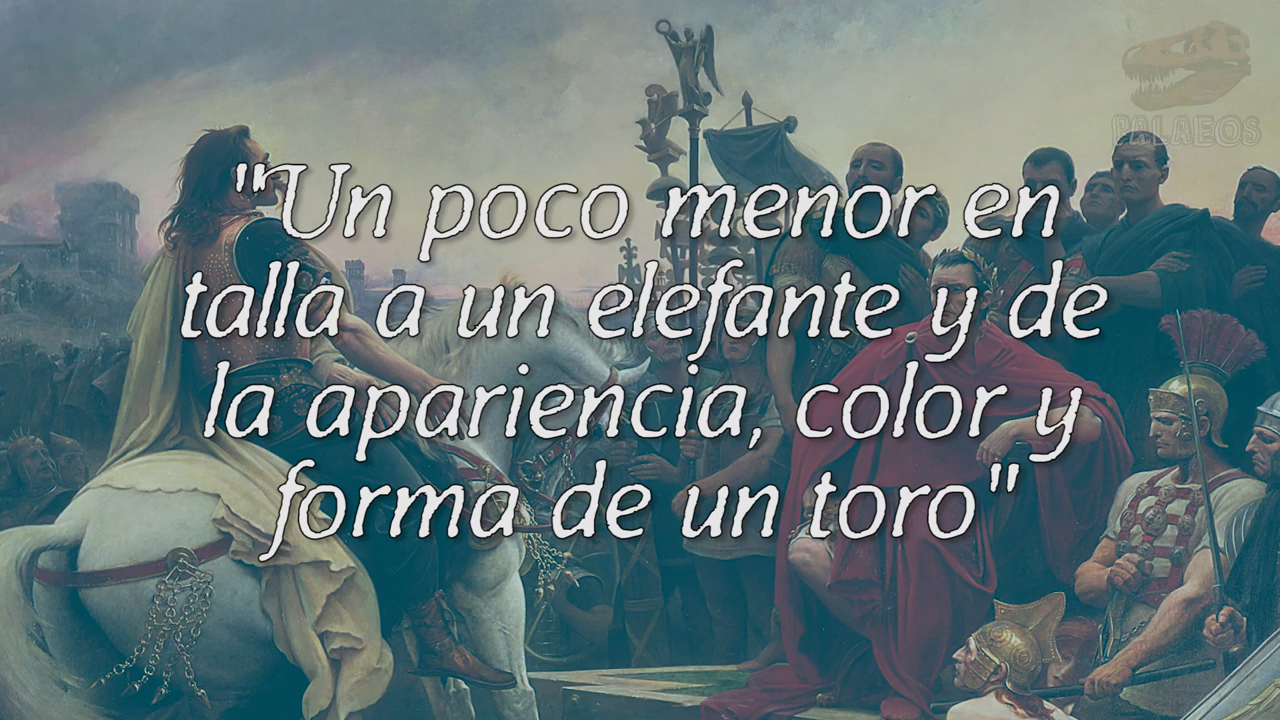 PALAEOS
"Un poco menor en
talla a un elefante y de
la apariencia, color y
forma de un toro"